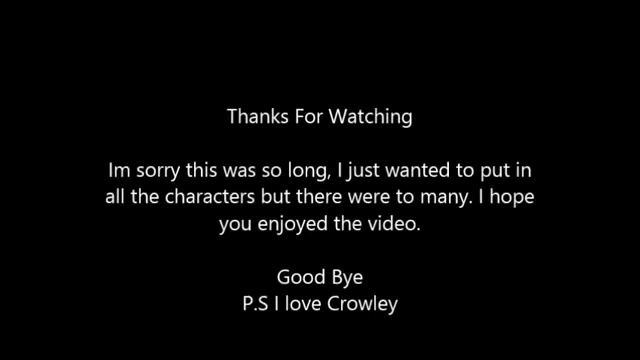 Thanks For Watching
Im sorry this was so long, I just wanted to put in
all the characters but there were to many. I hope
you enjoyed the video.
Good Bye
P.S I love Crowley